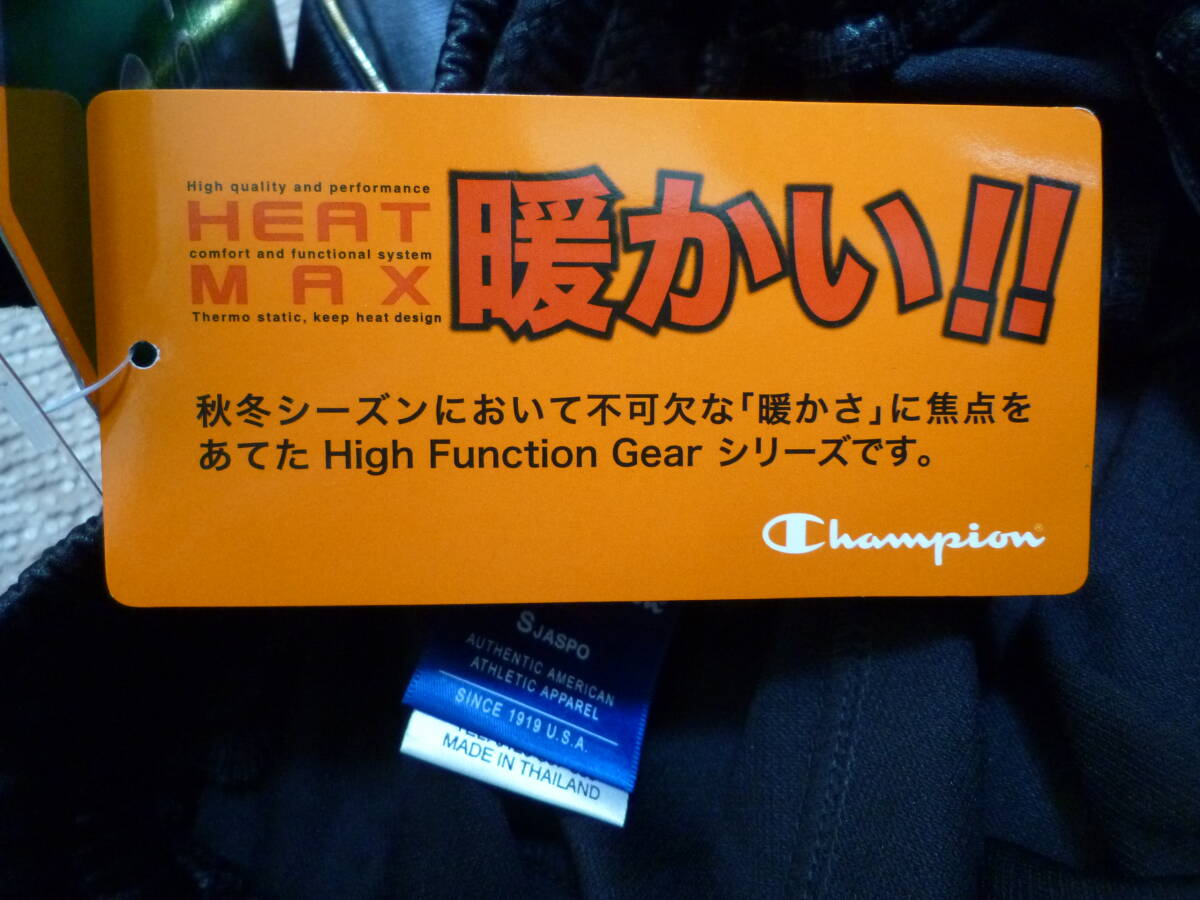 High quality and performance
HEAT
comfort and functional system
MAX
Thermo static, keep heat design
暖かい!!
秋冬シーズンにおいて不可欠な「暖かさ」に焦点を
あてた High Function Gear シリーズです。
Champion®
S JASPO
AUTHENTIC AMERICAN
ATHLETIC APPAREL
SINCE 1919 U.S.A.
MADE IN THAILAND